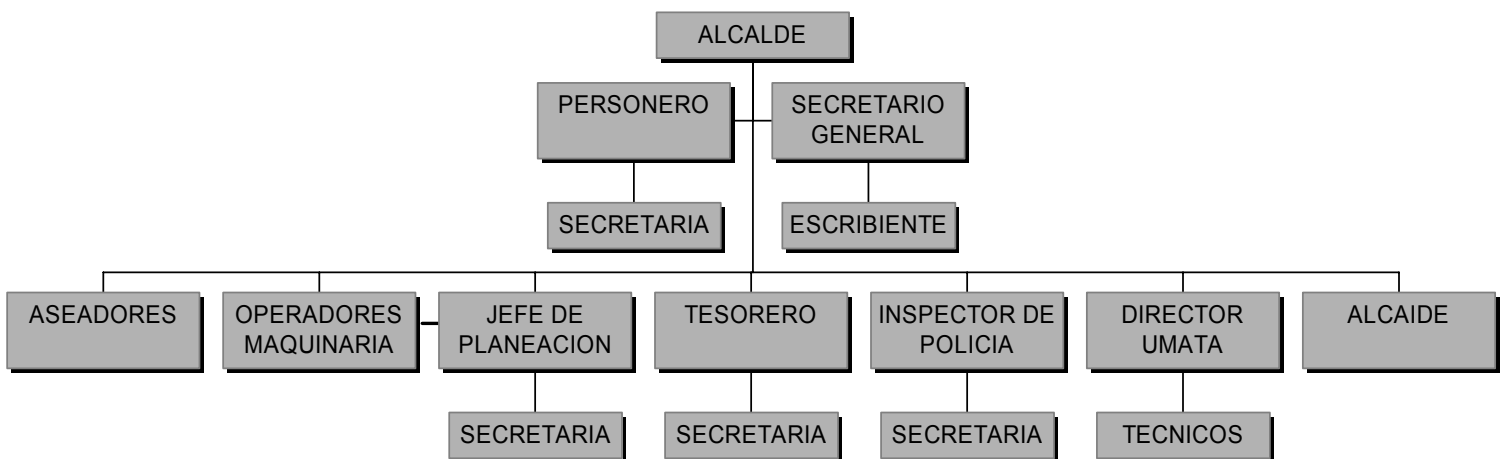 ALCALDE
PERSONERO
SECRETARIO
GENERAL
SECRETARIA
ESCRIBIENTE
ASEADORES
OPERADORES
MAQUINARIA
JEFE DE
PLANEACION
TESORERO
INSPECTOR DE
POLICIA
DIRECTOR
UMATA
ALCAIDE
SECRETARIA
SECRETARIA
SECRETARIA
TECNICOS